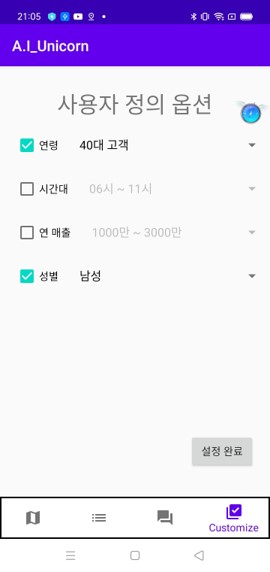 21:05
A.I_Unicorn
사용자 정의 옵션
연령 40대 고객
시간대 06시 ~ 11시
연 매출 1000만 ~ 3000만
성별 남성
설정 완료
Customize